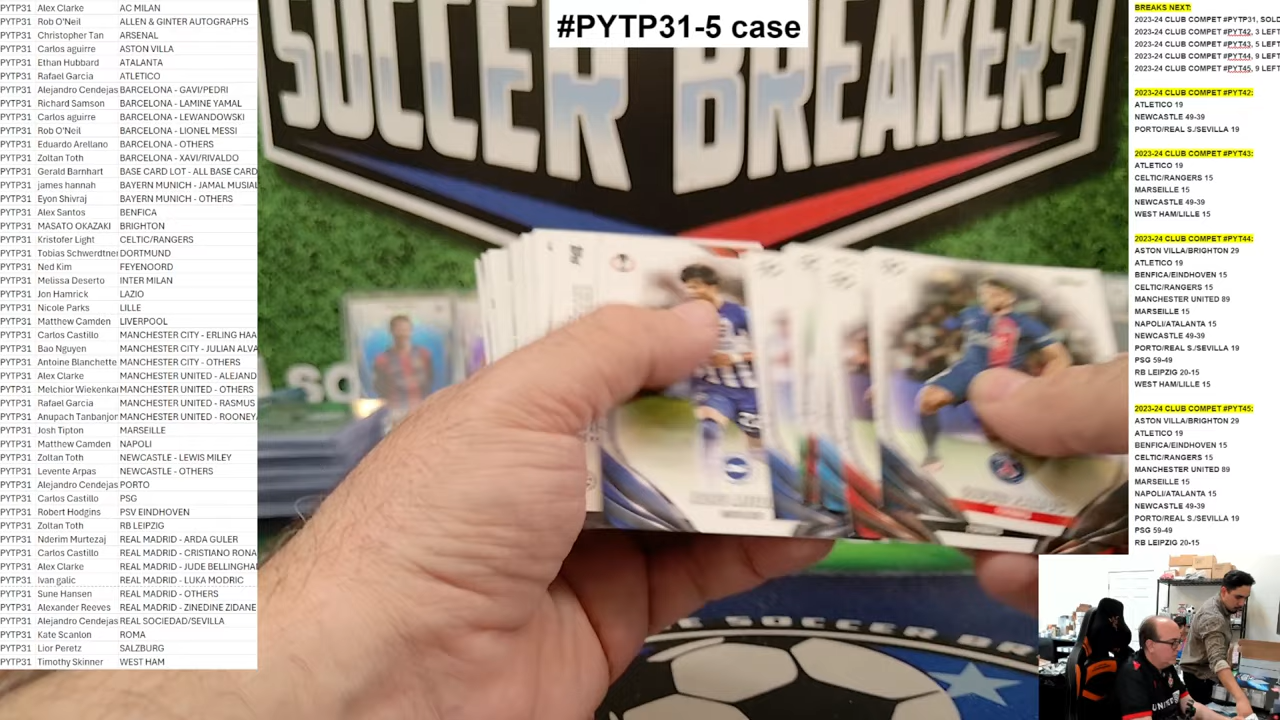 #PYTP31-5 case
SOCCER BREAKERS
PYTP31 Alex Clarke AC MILAN
PYTP31 Rob O'Neil ALLEN & GINTER AUTOGRAPHS
PYTP31 Christopher Tan ARSENAL
PYTP31 Carlos aguirre ASTON VILLA
PYTP31 Ethan Hubbard ATALANTA
PYTP31 Rafael Garcia ATLETICO
PYTP31 Alejandro Cendejas BARCELONA - GAVI/PEDRI
PYTP31 Richard Samson BARCELONA - LAMINE YAMAL
PYTP31 Carlos aguirre BARCELONA - LEWANDOWSKI
PYTP31 Rob O'Neil BARCELONA - LIONEL MESSI
PYTP31 Eduardo Arellano BARCELONA - OTHERS
PYTP31 Zoltan Toth BARCELONA - XAVI/RIVALDO
PYTP31 Gerald Barnhart BASE CARD LOT - ALL BASE CARD
PYTP31 james hannah BAYERN MUNICH - JAMAL MUSIAL
PYTP31 Eyon Shivraj BAYERN MUNICH - OTHERS
PYTP31 Alex Santos BENFICA
PYTP31 MASATO OKAZAKI BRIGHTON
PYTP31 Kristofer Light CELTIC/RANGERS
PYTP31 Tobias Schwerdtner DORTMUND
PYTP31 Ned Kim FEYENOORD
PYTP31 Melissa Deserto INTER MILAN
PYTP31 Jon Hamrick LAZIO
PYTP31 Nicole Parks LILLE
PYTP31 Matthew Camden LIVERPOOL
PYTP31 Carlos Castillo MANCHESTER CITY - ERLING HAA
PYTP31 Bao Nguyen MANCHESTER CITY - JULIAN ALVA
PYTP31 Antoine Blanchette MANCHESTER CITY - OTHERS
PYTP31 Alex Clarke MANCHESTER UNITED - ALEJAND
PYTP31 Melchior Wiekenka MANCHESTER UNITED - OTHERS
PYTP31 Rafael Garcia MANCHESTER UNITED - RASMUS
PYTP31 Anupach Tanbanjor MANCHESTER UNITED - ROONEY
PYTP31 Josh Tipton MARSEILLE
PYTP31 Matthew Camden NAPOLI
PYTP31 Zoltan Toth NEWCASTLE - LEWIS MILEY
PYTP31 Levente Arpas NEWCASTLE - OTHERS
PYTP31 Alejandro Cendejas PORTO
PYTP31 Carlos Castillo PSG
PYTP31 Robert Hodgins PSV EINDHOVEN
PYTP31 Zoltan Toth RB LEIPZIG
PYTP31 Nderim Murtezaj REAL MADRID - ARDA GULER
PYTP31 Carlos Castillo REAL MADRID - CRISTIANO RONA
PYTP31 Alex Clarke REAL MADRID - JUDE BELLINGHA
PYTP31 Ivan galic REAL MADRID - LUKA MODRIC
PYTP31 Sune Hansen REAL MADRID - OTHERS
PYTP31 Alexander Reeves REAL MADRID - ZINEDINE ZIDANE
PYTP31 Alejandro Cendejas REAL SOCIEDAD/SEVILLA
PYTP31 Kate Scanlon ROMA
PYTP31 Lior Peretz SALZBURG
PYTP31 Timothy Skinner WEST HAM
BREAKS NEXT:
2023-24 CLUB COMPET #PYTP31, SOLD
2023-24 CLUB COMPET #PYT42, 3 LEFT
2023-24 CLUB COMPET #PYT43, 5 LEFT
2023-24 CLUB COMPET #PYT44, 9 LEFT
2023-24 CLUB COMPET #PYT45, 9 LEFT
2023-24 CLUB COMPET #PYT42:
ATLETICO 19
NEWCASTLE 49-39
PORTO/REAL S./SEVILLA 19
2023-24 CLUB COMPET #PYT43:
ATLETICO 19
CELTIC/RANGERS 15
MARSEILLE 15
NEWCASTLE 49-39
WEST HAM/LILLE 15
2023-24 CLUB COMPET #PYT44:
ASTON VILLA/BRIGHTON 29
ATLETICO 19
BENFICA/EINDHOVEN 15
CELTIC/RANGERS 15
MANCHESTER UNITED 89
MARSEILLE 15
NAPOLI/ATALANTA 15
NEWCASTLE 49-39
PORTO/REAL S./SEVILLA 19
PSG 59-49
RB LEIPZIG 20-15
WEST HAM/LILLE 15
2023-24 CLUB COMPET #PYT45:
ASTON VILLA/BRIGHTON 29
ATLETICO 19
BENFICA/EINDHOVEN 15
CELTIC/RANGERS 15
MANCHESTER UNITED 89
MARSEILLE 15
NAPOLI/ATALANTA 15
NEWCASTLE 49-39
PORTO/REAL S./SEVILLA 19
PSG 59-49
RB LEIPZIG 20-15
SOCCER BR
UNITED